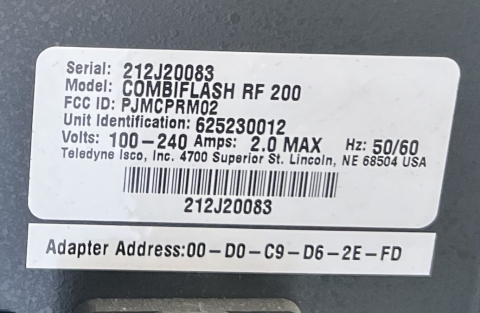 Serial: 212J20083
Model: COMBIFLASH RF 200
FCC ID: PJMCPRM02
Unit Identification: 625230012
Volts: 100-240 Amps: 2.0 MAX Hz: 50/60
Teledyne Isco, Inc. 4700 Superior St. Lincoln, NE 68504 USA
212J20083
Adapter Address:00-D0-C9-D6-2E-FD